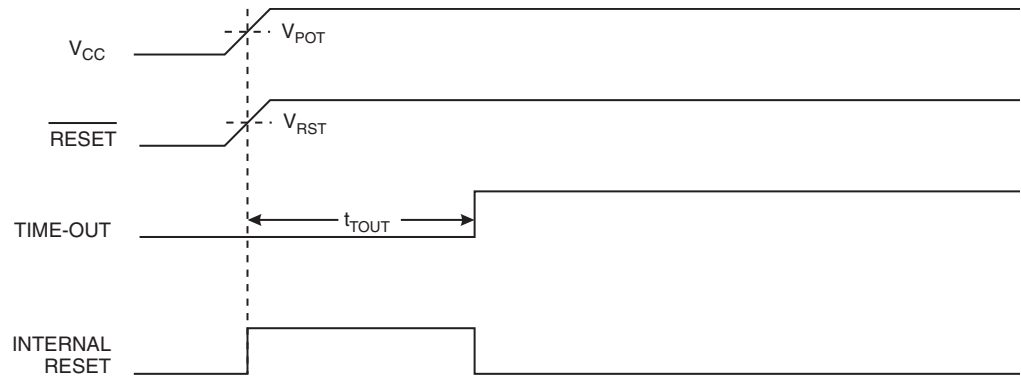 V_CC
V_POT
RESET
V_RST
TIME-OUT
t_TOUT
INTERNAL
RESET